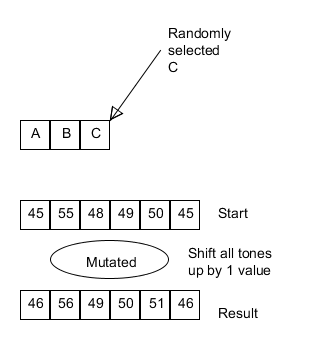 Randomly
selected
C
A B C
45 55 48 49 50 45 Start
Mutated
Shift all tones
up by 1 value
46 56 49 50 51 46 Result